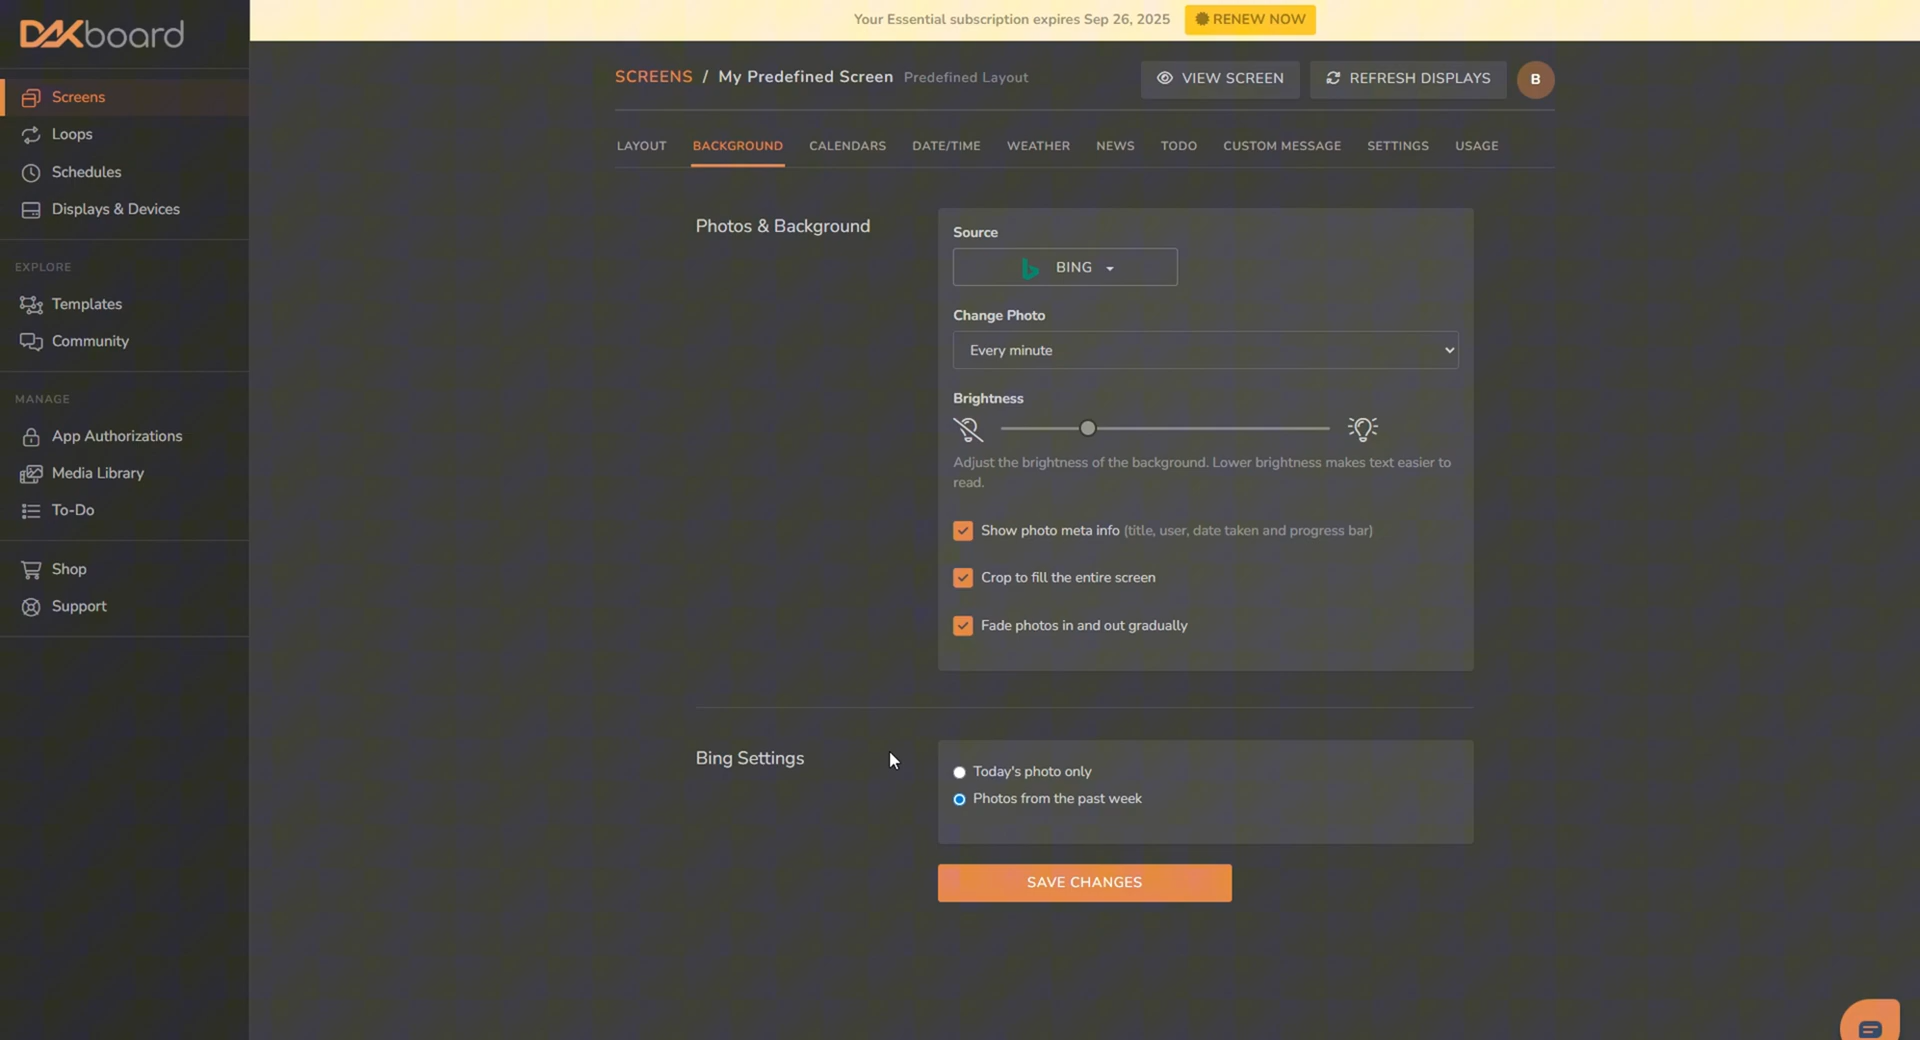 Your Essential subscription expires Sep 26, 2025 RENEW NOW
DAKboard
Screens
Loops
Schedules
Displays & Devices
EXPLORE
Templates
Community
MANAGE
App Authorizations
Media Library
To-Do
Shop
Support
SCREENS / My Predefined Screen Predefined Layout
VIEW SCREEN
REFRESH DISPLAYS
B
LAYOUT BACKGROUND CALENDARS DATE/TIME WEATHER NEWS TODO CUSTOM MESSAGE SETTINGS USAGE
Photos & Background
Source
BING
Change Photo
Every minute
Brightness
Adjust the brightness of the background. Lower brightness makes text easier to
read.
Show photo meta info (title, user, date taken and progress bar)
Crop to fill the entire screen
Fade photos in and out gradually
Bing Settings
Today's photo only
Photos from the past week
SAVE CHANGES